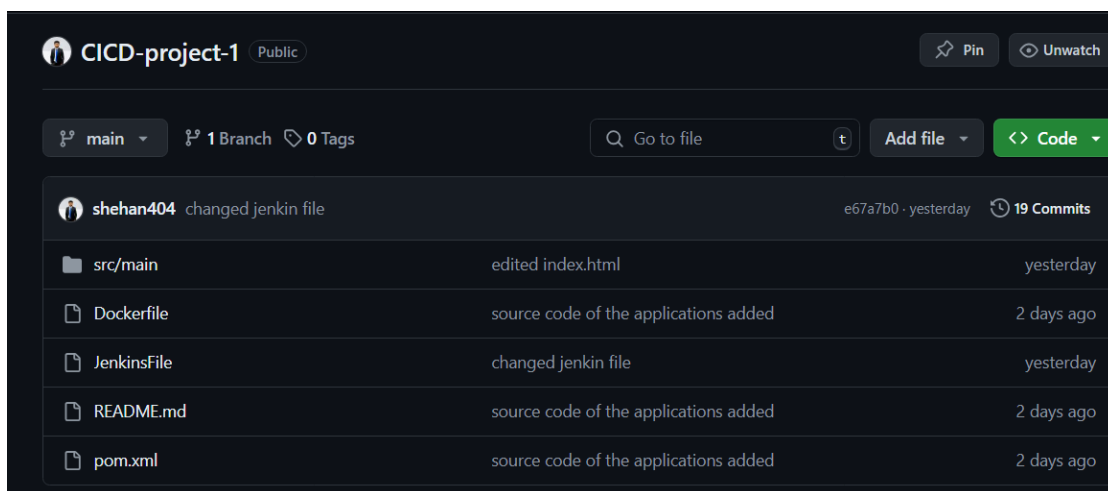 CICD-project-1 Public Pin Unwatch
main 1 Branch 0 Tags Go to file t Add file Code
shehan404 changed jenkin file e67a7b0 · yesterday 19 Commits
src/main edited index.html yesterday
Dockerfile source code of the applications added 2 days ago
JenkinsFile changed jenkin file yesterday
README.md source code of the applications added 2 days ago
pom.xml source code of the applications added 2 days ago